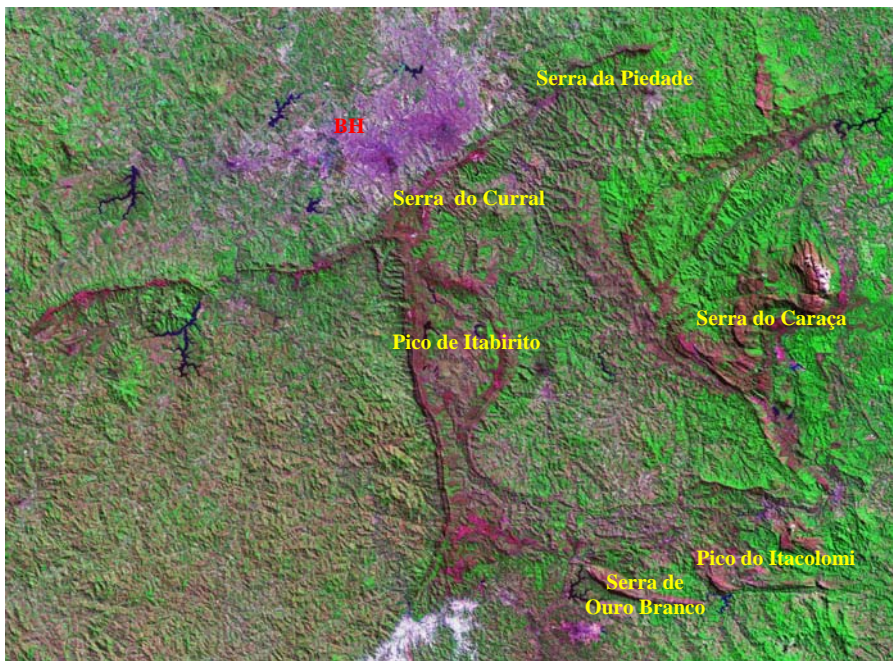 Serra da Piedade
BH
Serra do Curral
Serra do Caraça
Pico de Itabirito
Pico do Itacolomi
Serra de
Ouro Branco